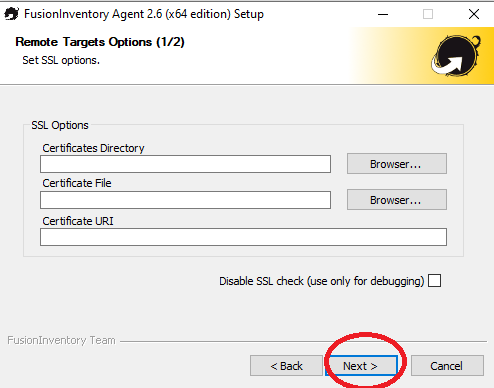 FusionInventory Agent 2.6 (x64 edition) Setup
Remote Targets Options (1/2)
Set SSL options.
SSL Options
Certificates Directory
Browser...
Certificate File
Browser...
Certificate URI
Disable SSL check (use only for debugging)
FusionInventory Team
< Back Next > Cancel